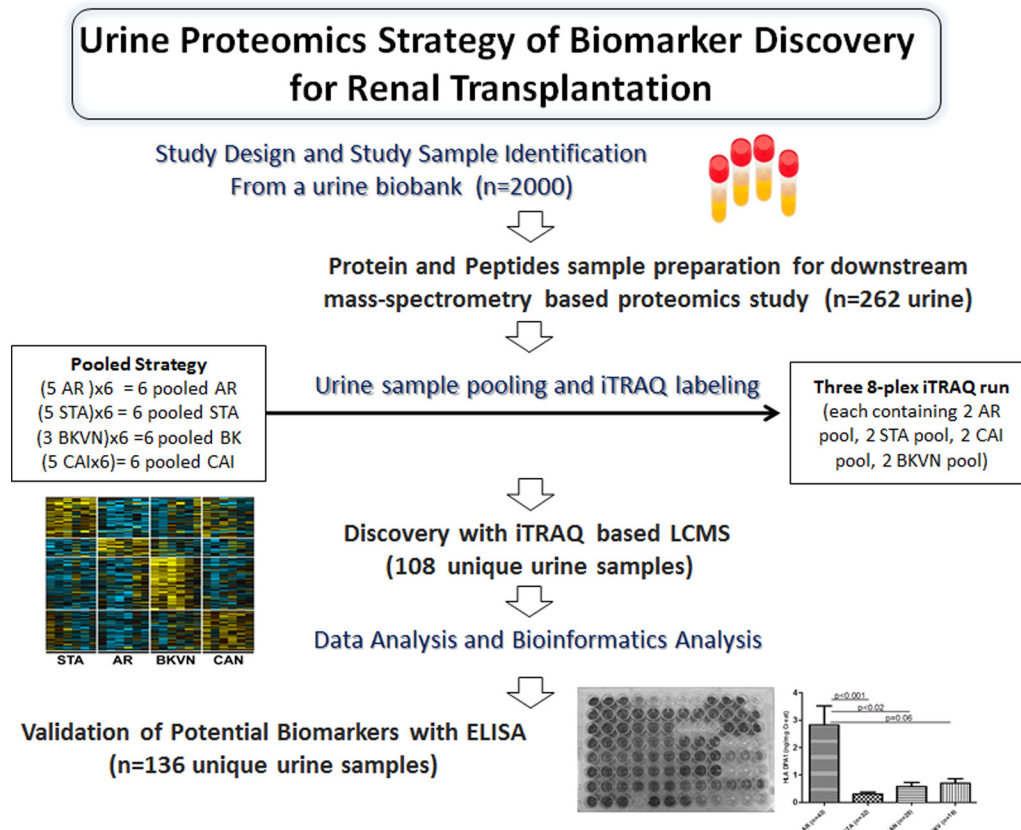 Urine Proteomics Strategy of Biomarker Discovery
for Renal Transplantation
Study Design and Study Sample Identification
From a urine biobank (n=2000)
Protein and Peptides sample preparation for downstream
mass-spectrometry based proteomics study (n=262 urine)
Pooled Strategy
(5 AR )x6 = 6 pooled AR
(5 STA)x6 = 6 pooled STA
(3 BKVN)x6 =6 pooled BK
(5 CAIx6)= 6 pooled CAI
Urine sample pooling and iTRAQ labeling
Three 8-plex iTRAQ run
(each containing 2 AR
pool, 2 STA pool, 2 CAI
pool, 2 BKVN pool)
Discovery with iTRAQ based LCMS
(108 unique urine samples)
STA AR BKVN CAN
Data Analysis and Bioinformatics Analysis
Validation of Potential Biomarkers with ELISA
(n=136 unique urine samples)
p<0.001
p<0.02
p=0.06
4
3
2
1
0